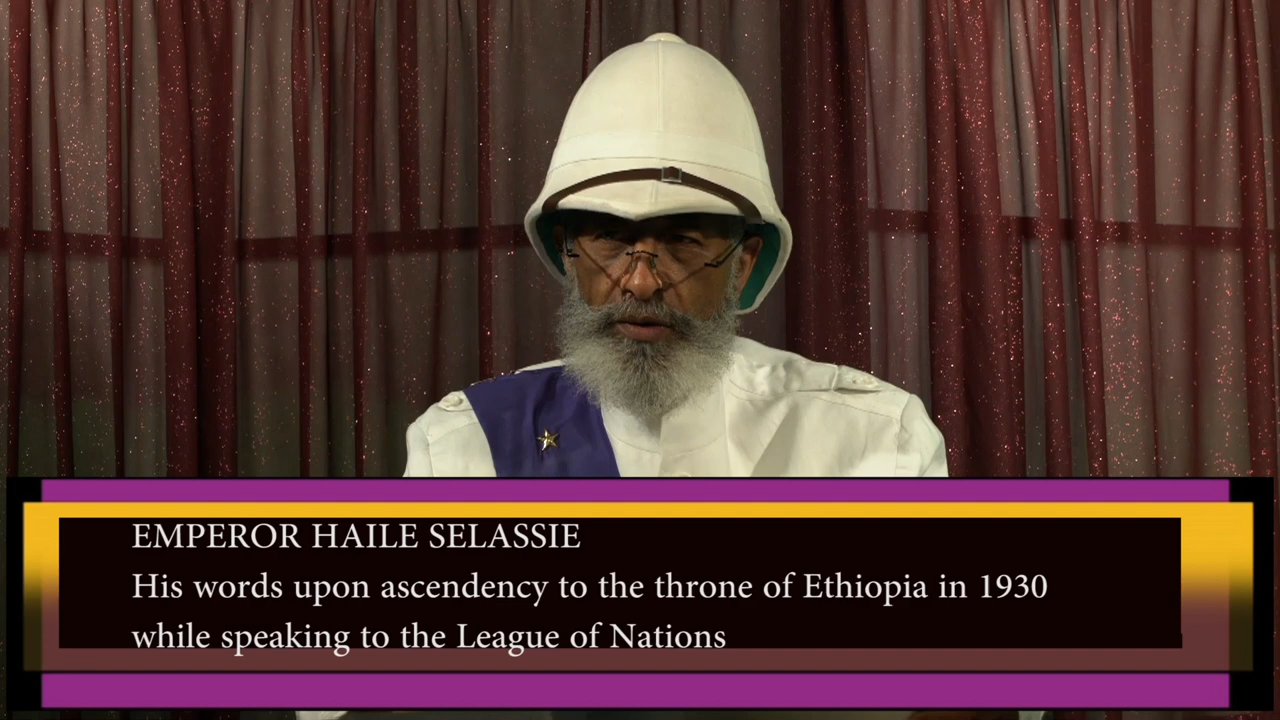 EMPEROR HAILE SELASSIE
His words upon ascendency to the throne of Ethiopia in 1930
while speaking to the League of Nations